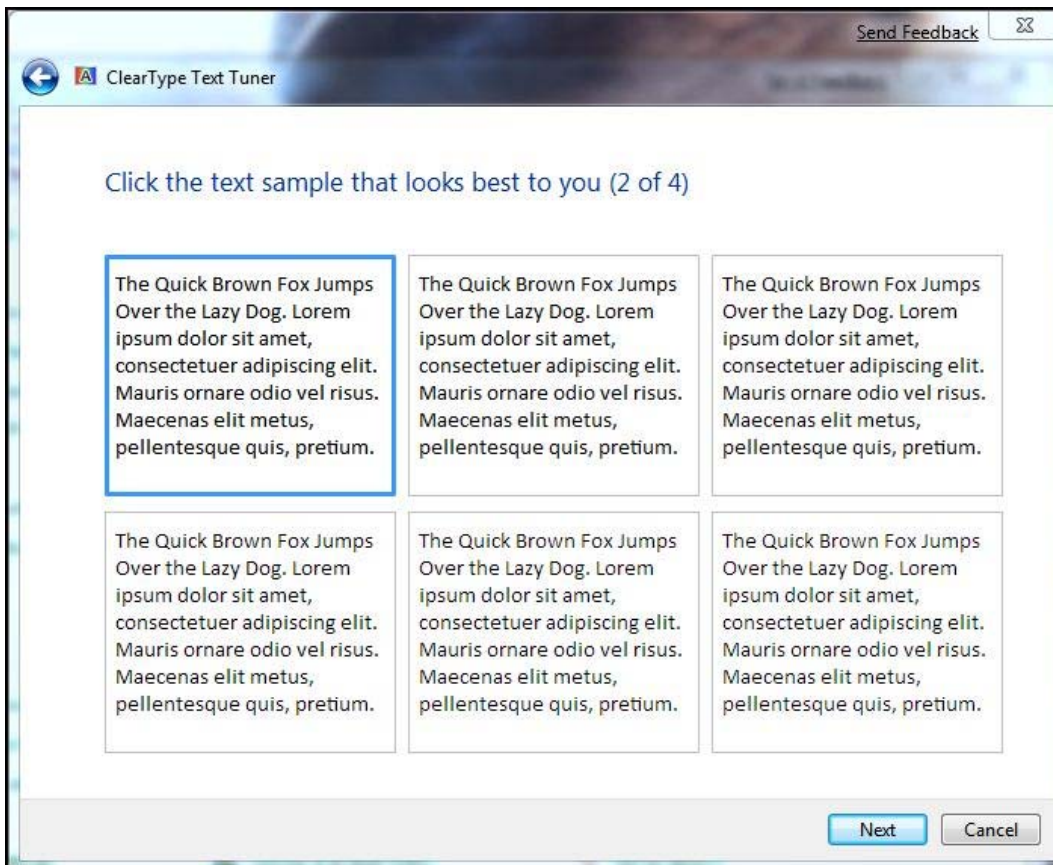 Send Feedback
ClearType Text Tuner
Click the text sample that looks best to you (2 of 4)
The Quick Brown Fox Jumps
Over the Lazy Dog. Lorem
ipsum dolor sit amet,
consectetuer adipiscing elit.
Mauris ornare odio vel risus.
Maecenas elit metus,
pellentesque quis, pretium.
The Quick Brown Fox Jumps
Over the Lazy Dog. Lorem
ipsum dolor sit amet,
consectetuer adipiscing elit.
Mauris ornare odio vel risus.
Maecenas elit metus,
pellentesque quis, pretium.
The Quick Brown Fox Jumps
Over the Lazy Dog. Lorem
ipsum dolor sit amet,
consectetuer adipiscing elit.
Mauris ornare odio vel risus.
Maecenas elit metus,
pellentesque quis, pretium.
The Quick Brown Fox Jumps
Over the Lazy Dog. Lorem
ipsum dolor sit amet,
consectetuer adipiscing elit.
Mauris ornare odio vel risus.
Maecenas elit metus,
pellentesque quis, pretium.
The Quick Brown Fox Jumps
Over the Lazy Dog. Lorem
ipsum dolor sit amet,
consectetuer adipiscing elit.
Mauris ornare odio vel risus.
Maecenas elit metus,
pellentesque quis, pretium.
The Quick Brown Fox Jumps
Over the Lazy Dog. Lorem
ipsum dolor sit amet,
consectetuer adipiscing elit.
Mauris ornare odio vel risus.
Maecenas elit metus,
pellentesque quis, pretium.
Next
Cancel